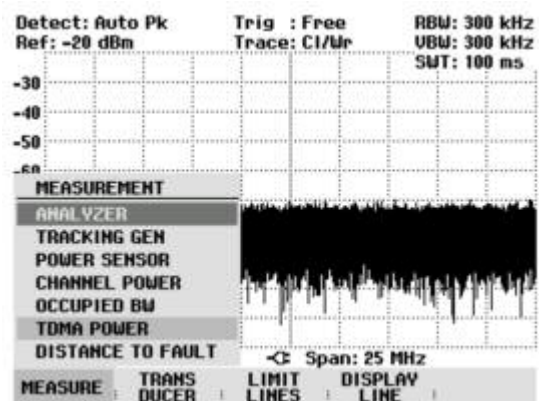 Detect: Auto Pk Trig : Free RBW: 300 kHz
Ref: -20 dBm Trace: Cl/Wr VBW: 300 kHz
SWT: 100 ms
-30
-40
-50
-60
MEASUREMENT
ANALYZER
TRACKING GEN
POWER SENSOR
CHANNEL POWER
OCCUPIED BW
TDMA POWER
DISTANCE TO FAULT
Span: 25 MHz
MEASURE TRANS LIMIT DISPLAY
DUCER LINES LINE